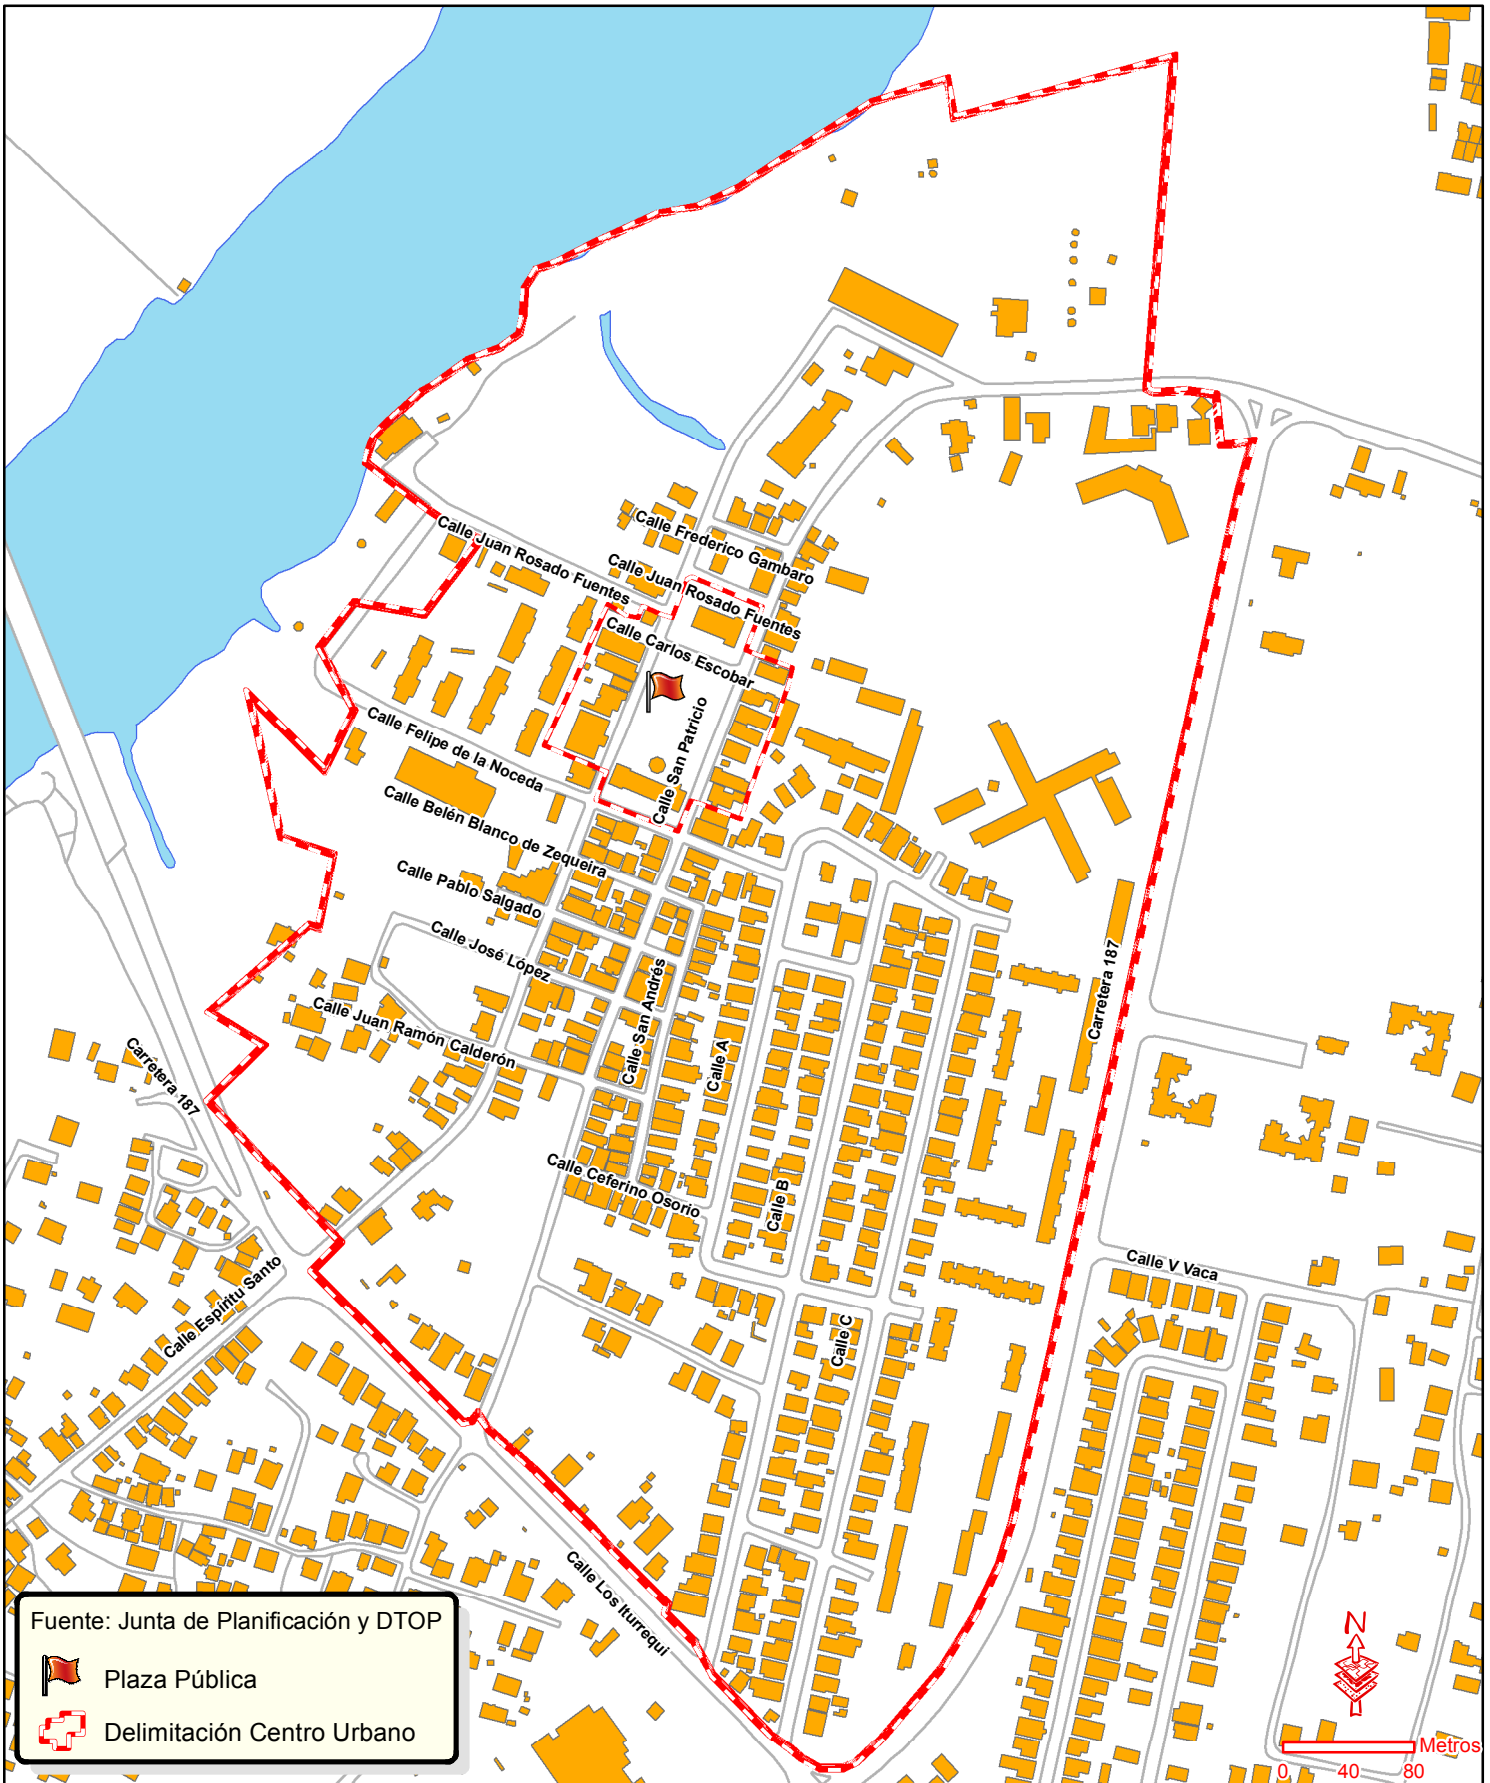 Calle Juan Rosado Fuentes
Calle Frederico Gambaro
Calle Juan Rosado Fuentes
Calle Carlos Escobar
Calle San Patricio
Calle Felipe de la Noceda
Calle Belén Blanco de Zequeira
Calle Pablo Salgado
Calle José López
Calle San Andrés
Calle Juan Ramón Calderón
Calle A
Carretera 187
Carretera 187
Calle Ceferino Osorio
Calle B
Calle Espíritu Santo
Calle V Vaca
Calle C
Calle Los Iturrequi
Fuente: Junta de Planificación y DTOP
Plaza Pública
Delimitación Centro Urbano
N
Metros
0 40 80